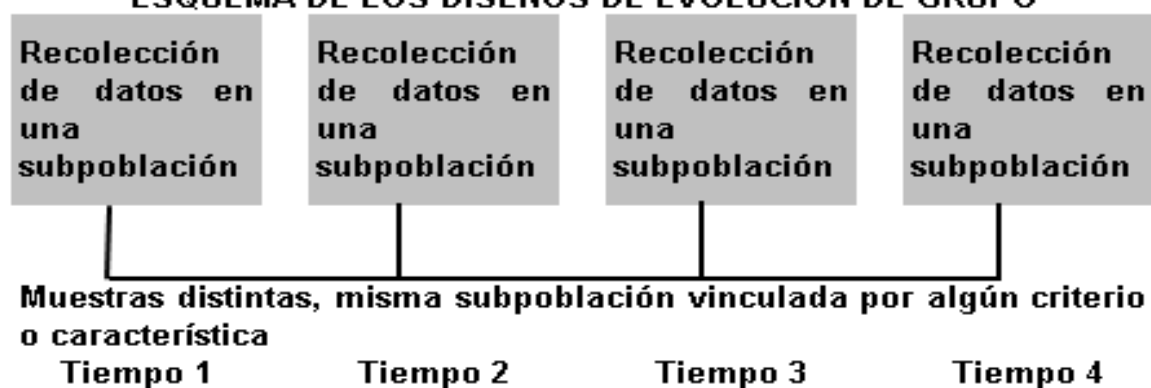 ESQUEMA DE LOS DISEÑOS DE EVOLUCIÓN DE GRUPO
Recolección
de datos en
una
subpoblación
Recolección
de datos en
una
subpoblación
Recolección
de datos en
una
subpoblación
Recolección
de datos en
una
subpoblación
Muestras distintas, misma subpoblación vinculada por algún criterio
o característica
Tiempo 1 Tiempo 2 Tiempo 3 Tiempo 4